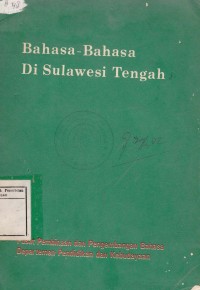 Bahasa-Bahasa
Di Sulawesi Tengah
Pusat Pembinaan dan Pengembangan Bahasa
Departemen Pendidikan dan Kebudayaan